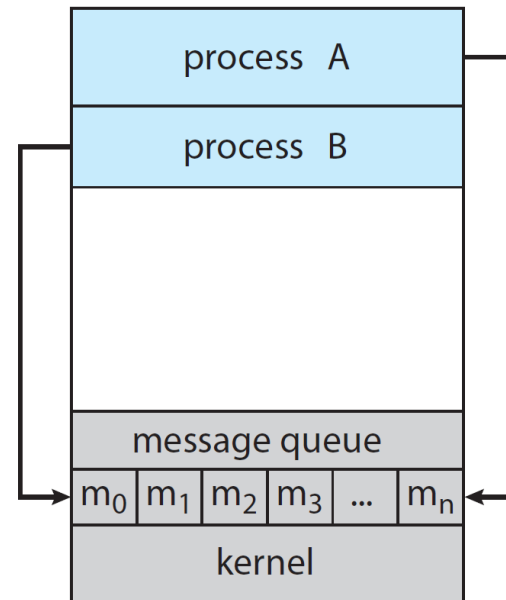 process A
process B
message queue
m₀ m₁ m₂ m₃ ... mₙ
kernel